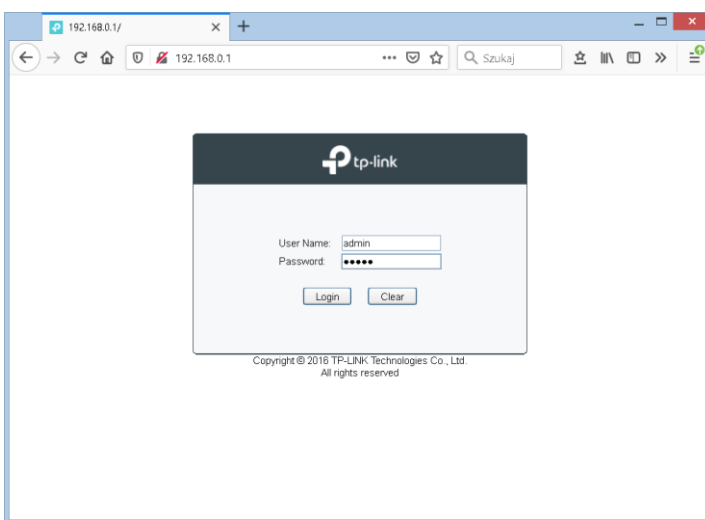 192.168.0.1/
192.168.0.1
Szukaj
tp-link
User Name: admin
Password: •••••
Login Clear
Copyright © 2016 TP-LINK Technologies Co., Ltd.
All rights reserved